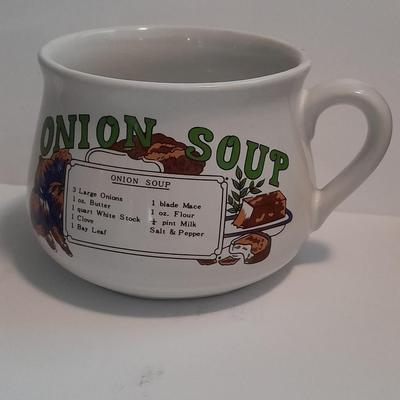 ONION SOUP
ONION SOUP
3 Large Onions
1 oz. Butter
1 quart White Stock
1 Clove
1 Bay Leaf
1 blade Mace
1 oz. Flour
¼ pint Milk
Salt & Pepper